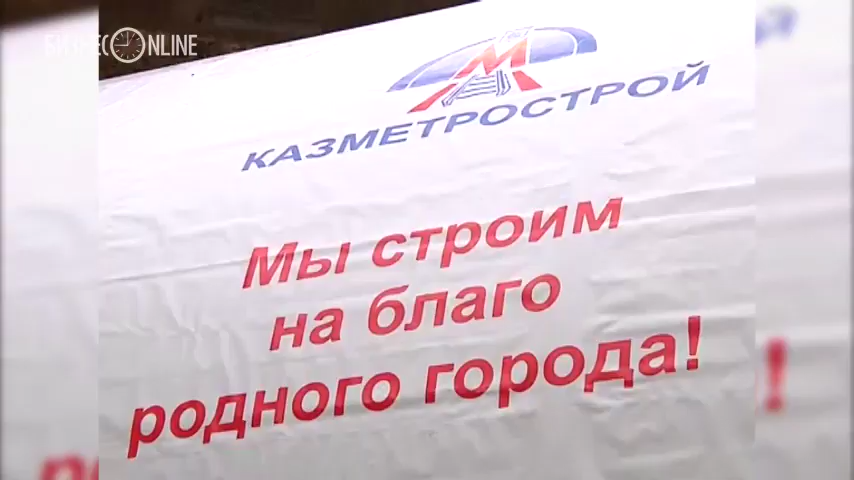 БИЗНЕС ONLINE
М
КАЗМЕТРОСТРОЙ
Мы строим
на благо
родного города!